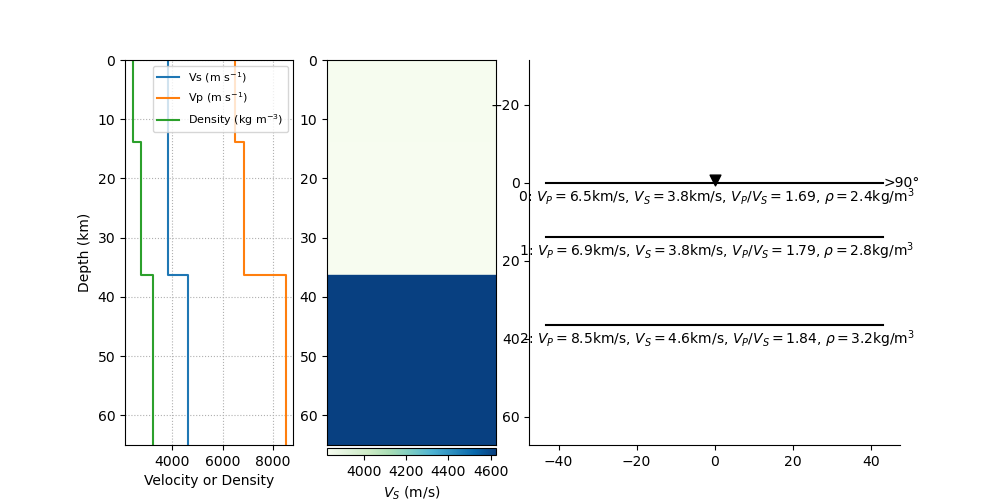 0
10
20
30
40
50
60
Depth (km)
4000 6000 8000
Velocity or Density
Vs (m s⁻¹)
Vp (m s⁻¹)
Density (kg m⁻³)
0
10
20
30
40
50
60
4000 4200 4400 4600
V_S (m/s)
−20
0
20
40
60
−40 −20 0 20 40
>90°
0: V_P = 6.5km/s, V_S = 3.8km/s, V_P/V_S = 1.69, ρ = 2.4kg/m³
1: V_P = 6.9km/s, V_S = 3.8km/s, V_P/V_S = 1.79, ρ = 2.8kg/m³
2: V_P = 8.5km/s, V_S = 4.6km/s, V_P/V_S = 1.84, ρ = 3.2kg/m³